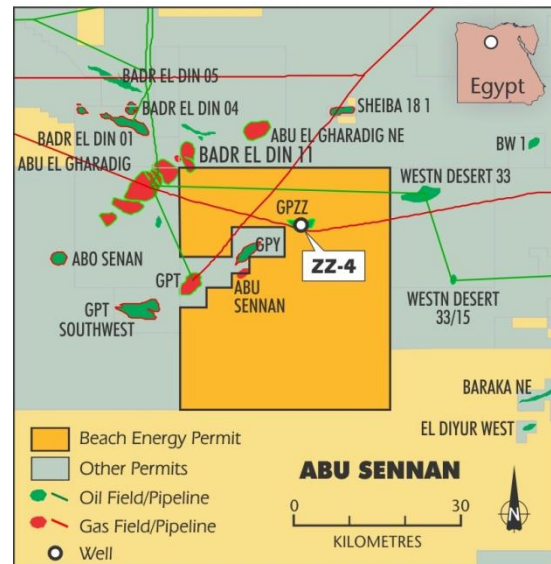 BADR EL DIN 05
BADR EL DIN 04
BADR EL DIN 01
ABU EL GHARADIG
BADR EL DIN 11
ABU EL GHARADIG NE
SHEIBA 18 1
Egypt
BW 1
WESTN DESERT 33
GPZZ
ZZ-4
GPY
ABO SENAN
GPT
ABU
SENNAN
GPT
SOUTHWEST
WESTN DESERT
33/15
BARAKA NE
EL DIYUR WEST
Beach Energy Permit
Other Permits
Oil Field/Pipeline
Gas Field/Pipeline
Well
ABU SENNAN
0 30
KILOMETRES
N